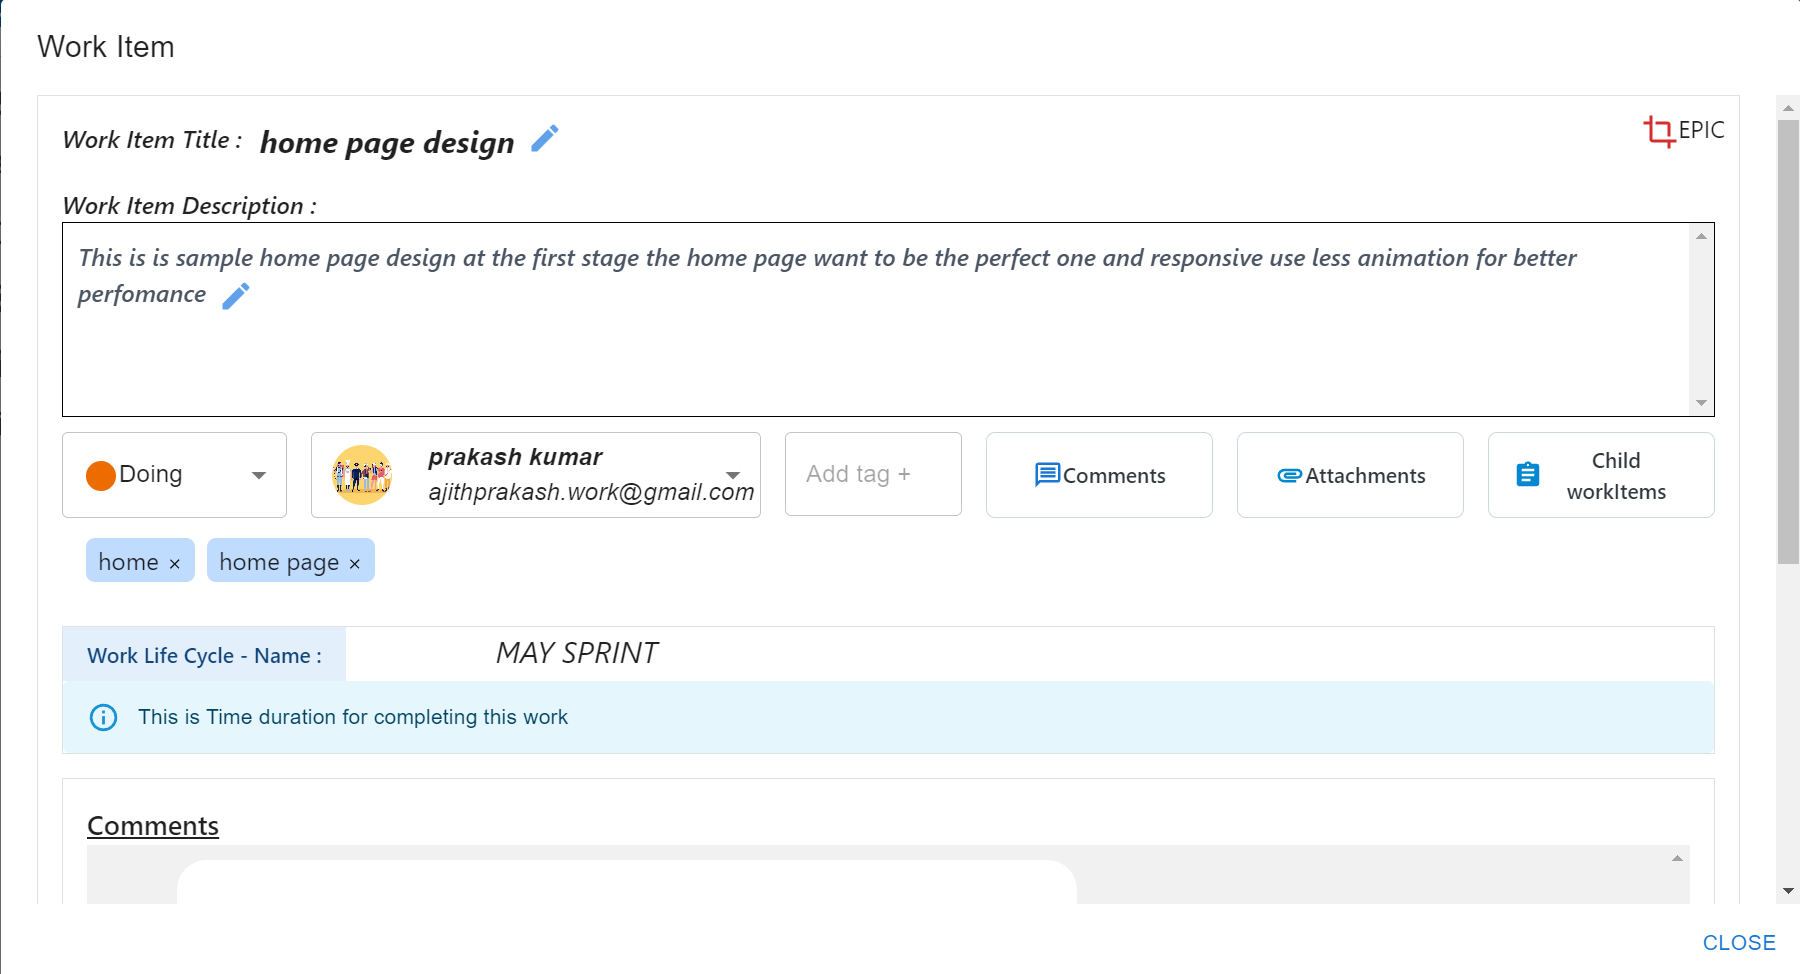 Work Item
Work Item Title : home page design
EPIC
Work Item Description :
This is is sample home page design at the first stage the home page want to be the perfect one and responsive use less animation for better
perfomance
Doing
prakash kumar
ajithprakash.work@gmail.com
Add tag +
Comments
Attachments
Child
workItems
home ×
home page ×
Work Life Cycle - Name :
MAY SPRINT
This is Time duration for completing this work
Comments
CLOSE